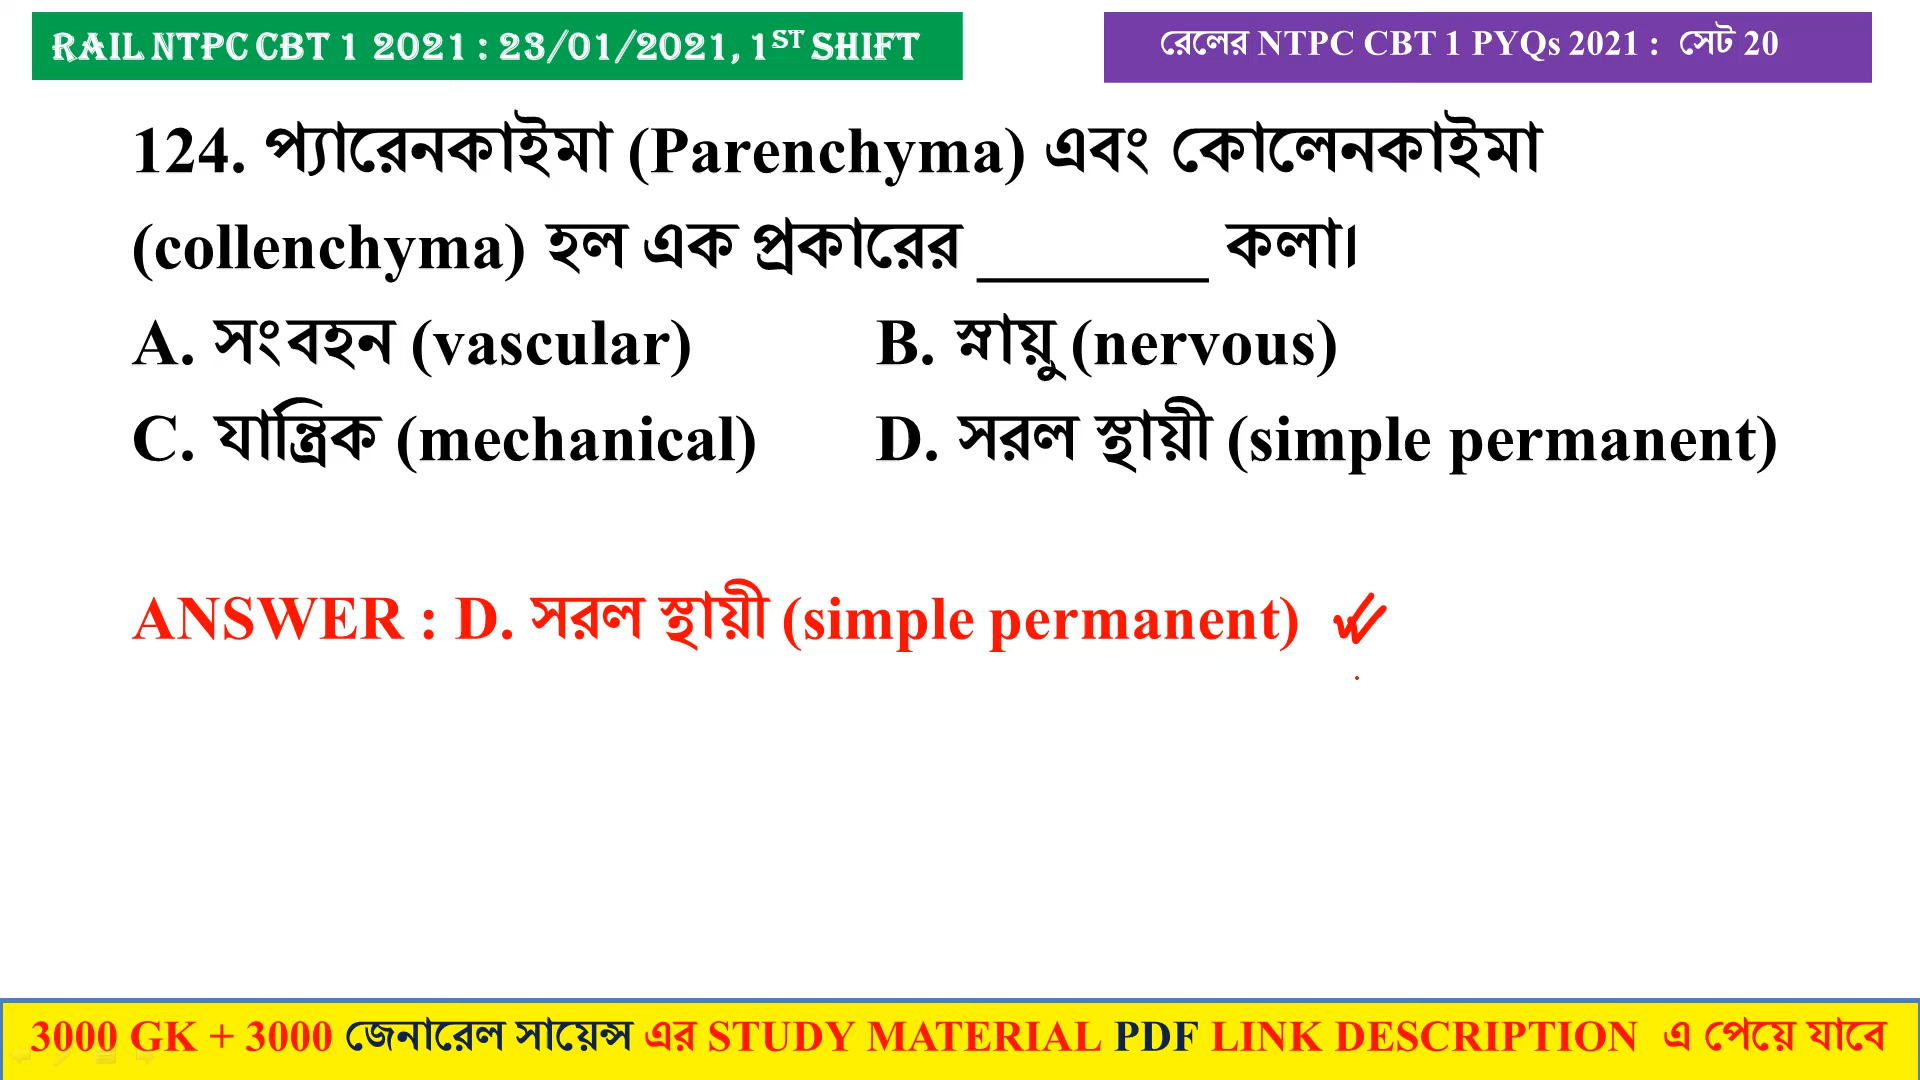 RAIL NTPC CBT 1 2021 : 23/01/2021, 1ST SHIFT
রেলের NTPC CBT 1 PYQs 2021 : সেট 20
124. প্যারেনকাইমা (Parenchyma) এবং কোলেনকাইমা
(collenchyma) হল এক প্রকারের _______ কলা।
A. সংবহন (vascular) B. স্নায়ু (nervous)
C. যান্ত্রিক (mechanical) D. সরল স্থায়ী (simple permanent)
ANSWER : D. সরল স্থায়ী (simple permanent)
3000 GK + 3000 জেনারেল সায়েন্স এর STUDY MATERIAL PDF LINK DESCRIPTION এ পেয়ে যাবে